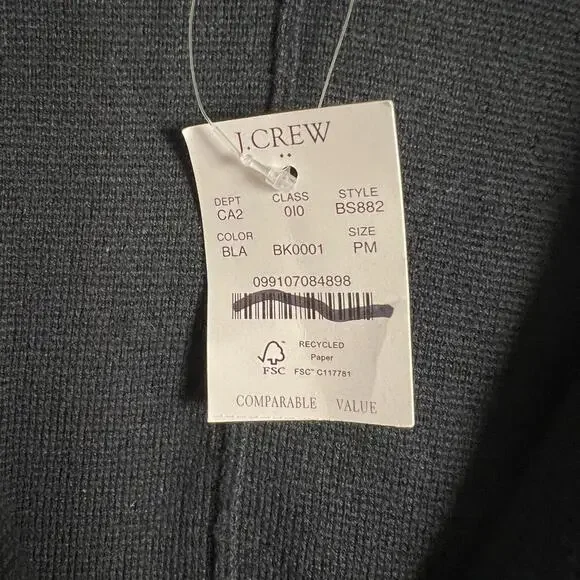 J.CREW
DEPT CLASS STYLE
CA2 010 BS882
COLOR SIZE
BLA BK0001 PM
099107084898
RECYCLED
Paper
FSC FSC™ C117781
COMPARABLE VALUE